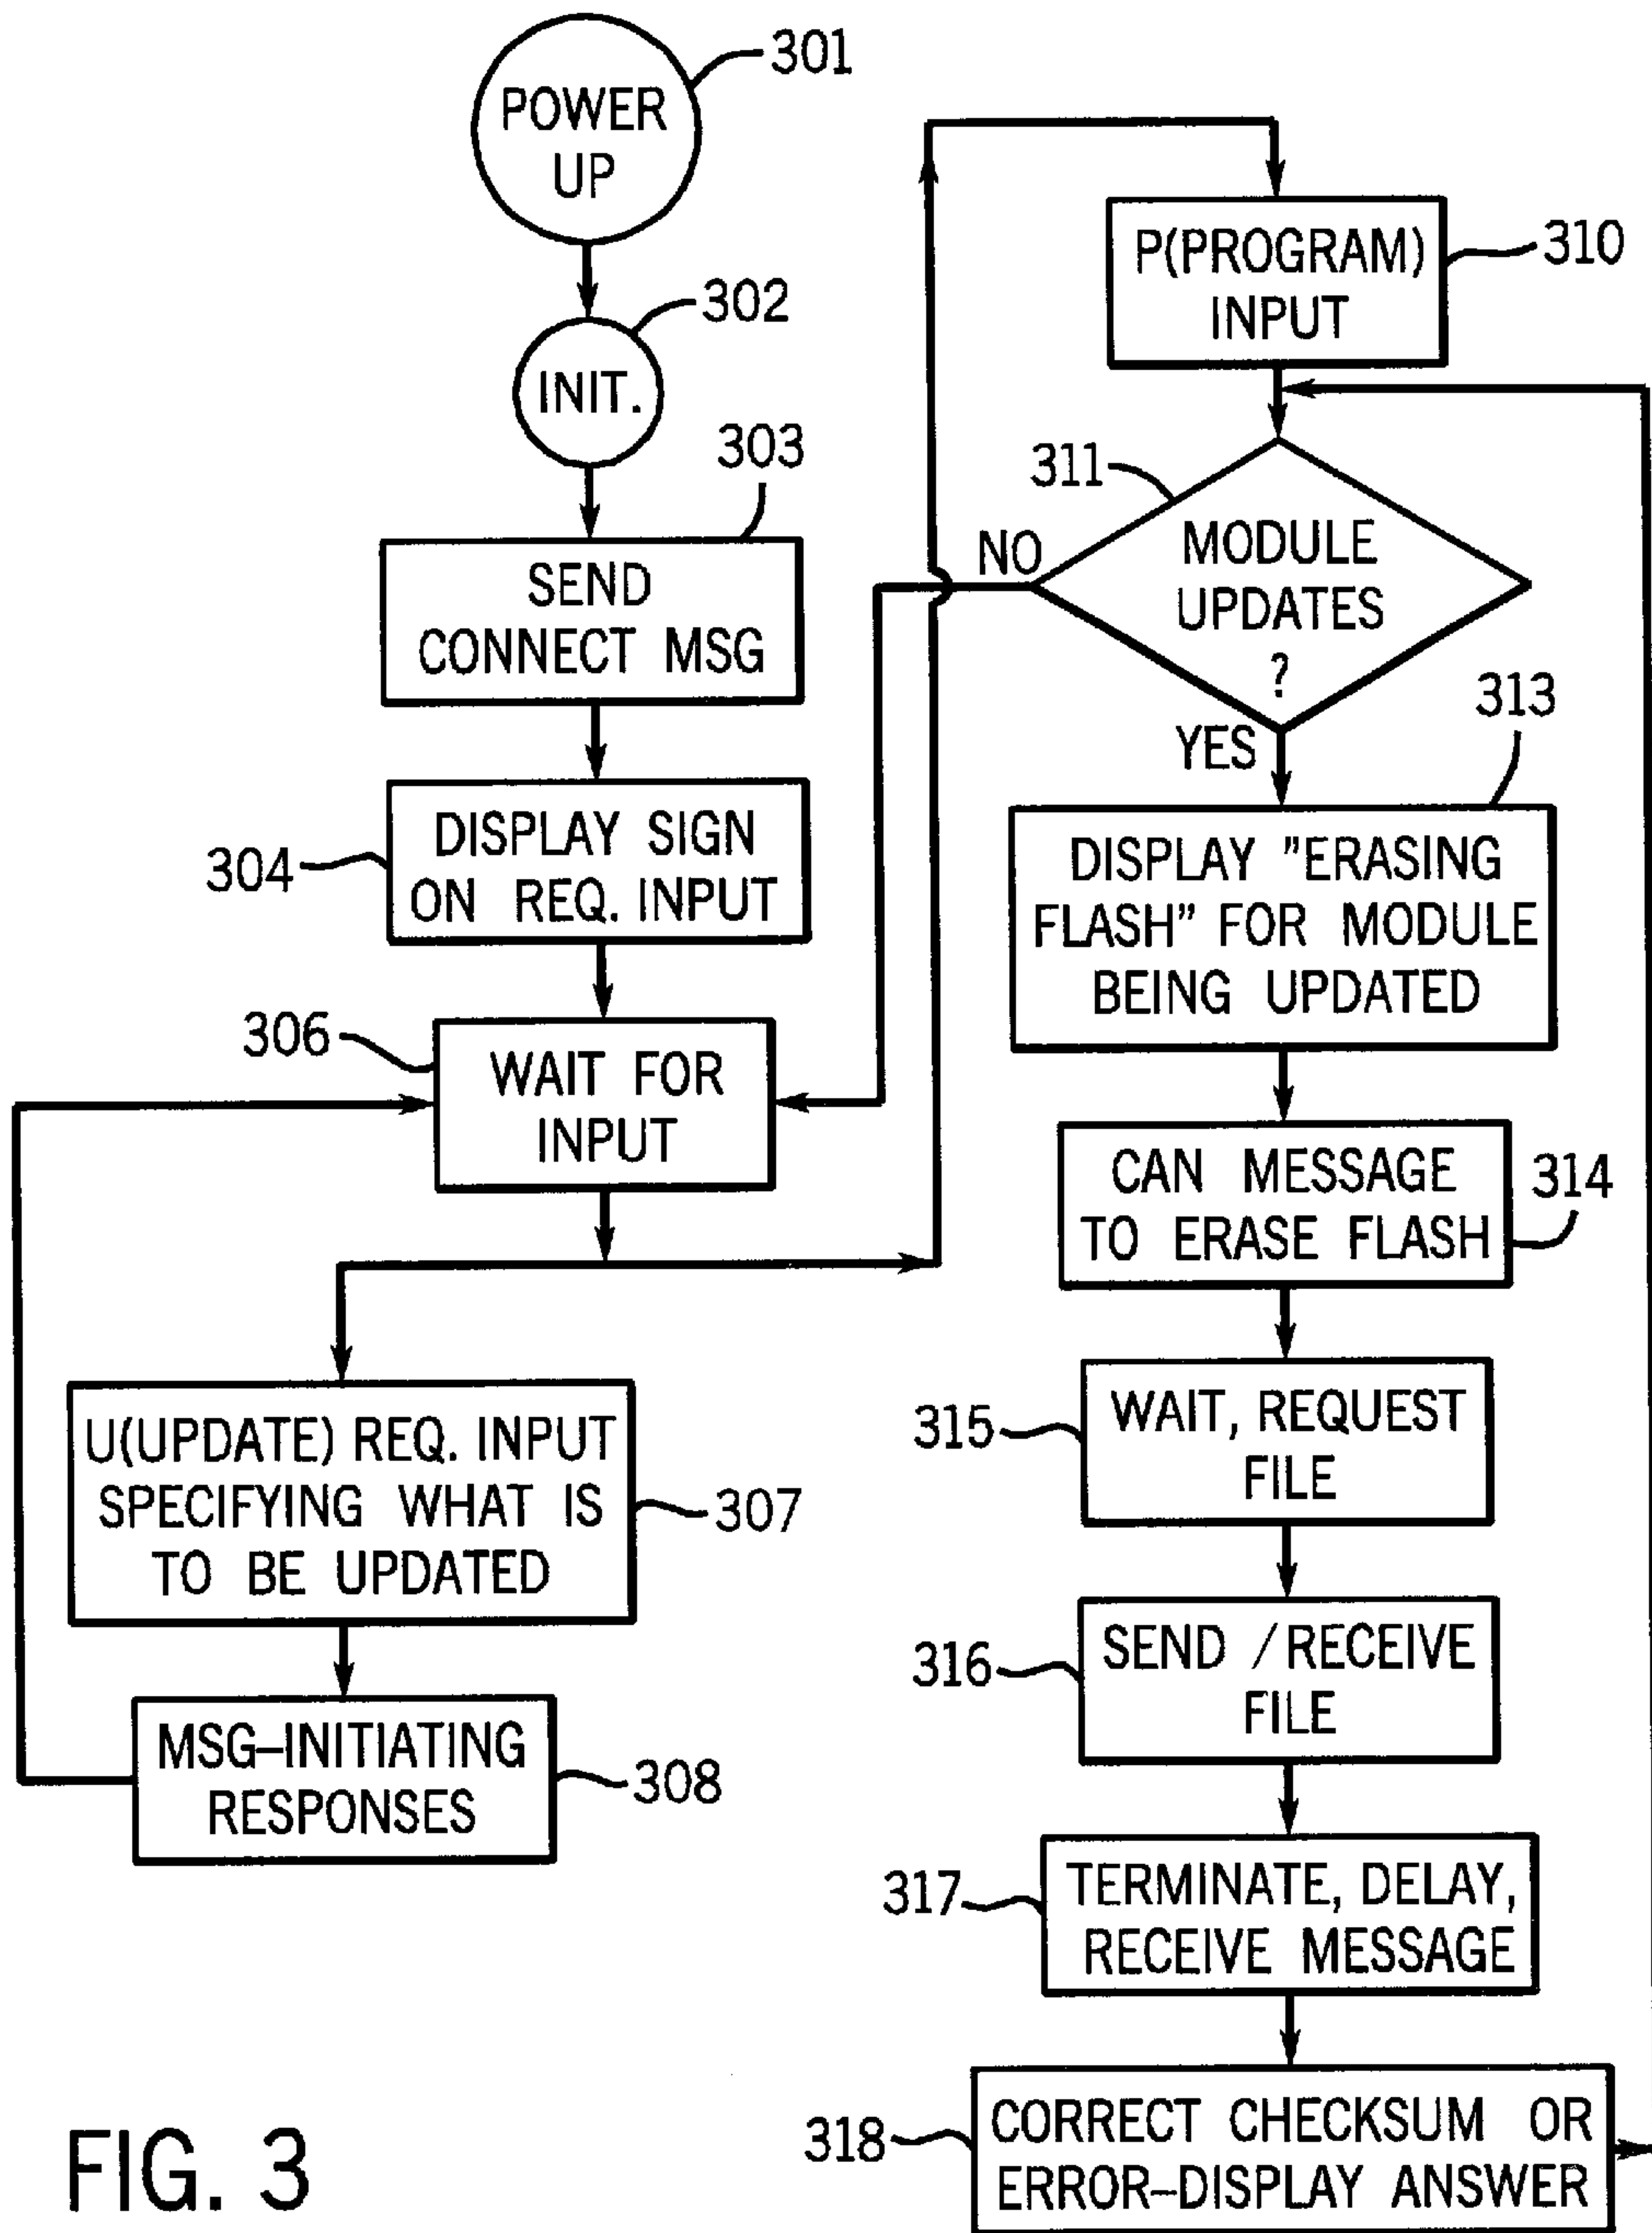 301
POWER
UP
302
INIT.
303
SEND
CONNECT MSG
304
DISPLAY SIGN
ON REQ. INPUT
306
WAIT FOR
INPUT
U(UPDATE) REQ. INPUT
SPECIFYING WHAT IS
TO BE UPDATED
307
MSG–INITIATING
RESPONSES
308
P(PROGRAM)
INPUT
310
311
NO
MODULE
UPDATES
?
YES
313
DISPLAY "ERASING
FLASH" FOR MODULE
BEING UPDATED
CAN MESSAGE
TO ERASE FLASH
314
315
WAIT, REQUEST
FILE
316
SEND / RECEIVE
FILE
317
TERMINATE, DELAY,
RECEIVE MESSAGE
318
CORRECT CHECKSUM OR
ERROR–DISPLAY ANSWER
FIG. 3